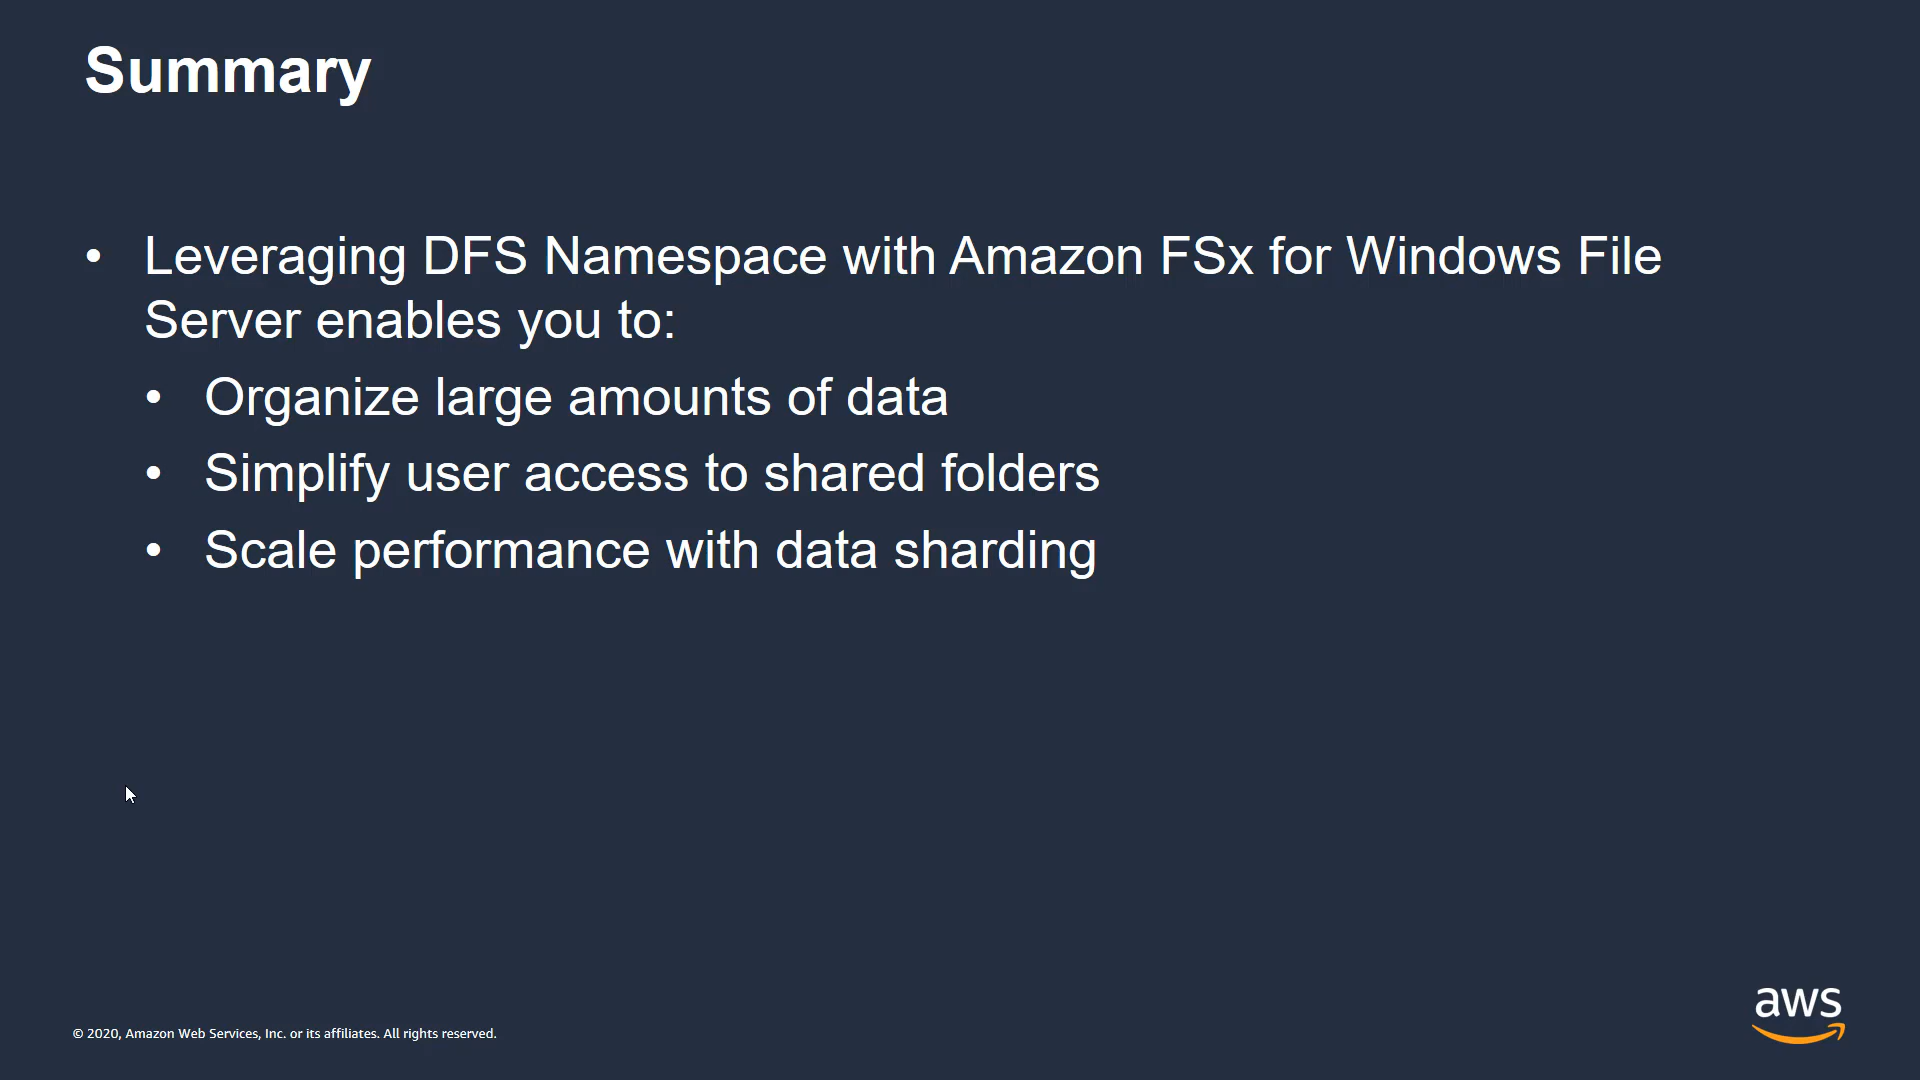 Summary
• Leveraging DFS Namespace with Amazon FSx for Windows File
Server enables you to:
• Organize large amounts of data
• Simplify user access to shared folders
• Scale performance with data sharding
© 2020, Amazon Web Services, Inc. or its affiliates. All rights reserved.
aws